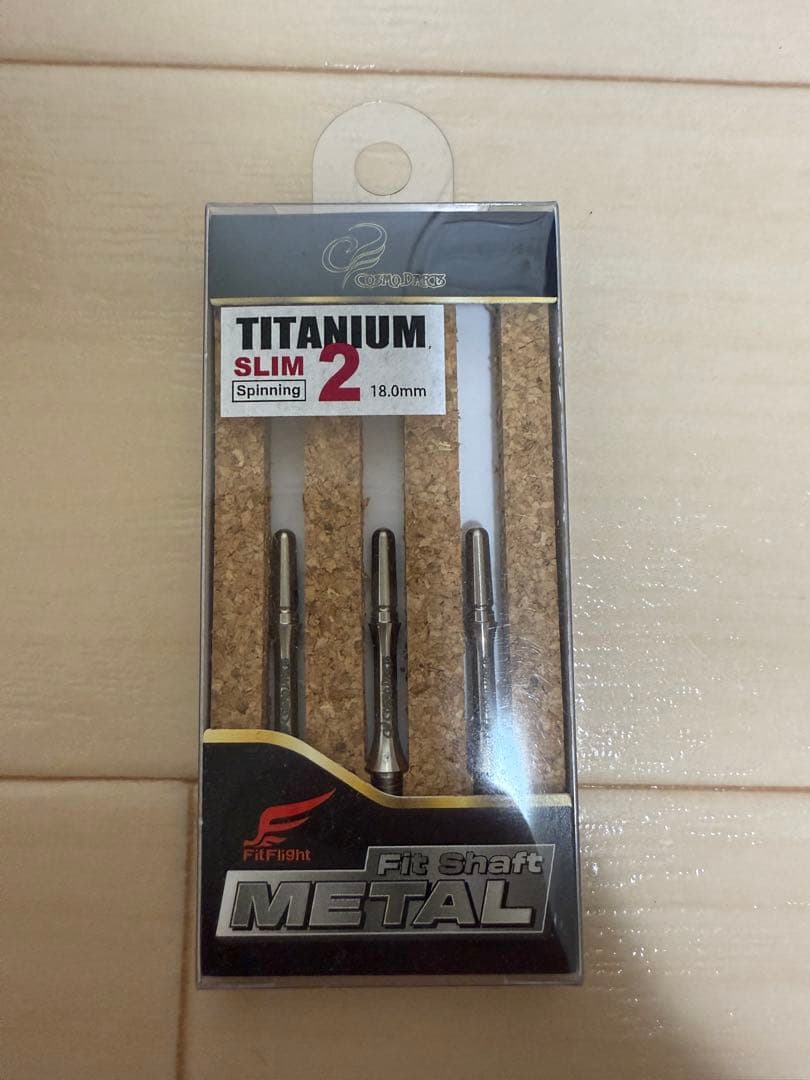 COSMO DARTS
TITANIUM
SLIM 2
Spinning 18.0mm
FitFlight
Fit Shaft
METAL